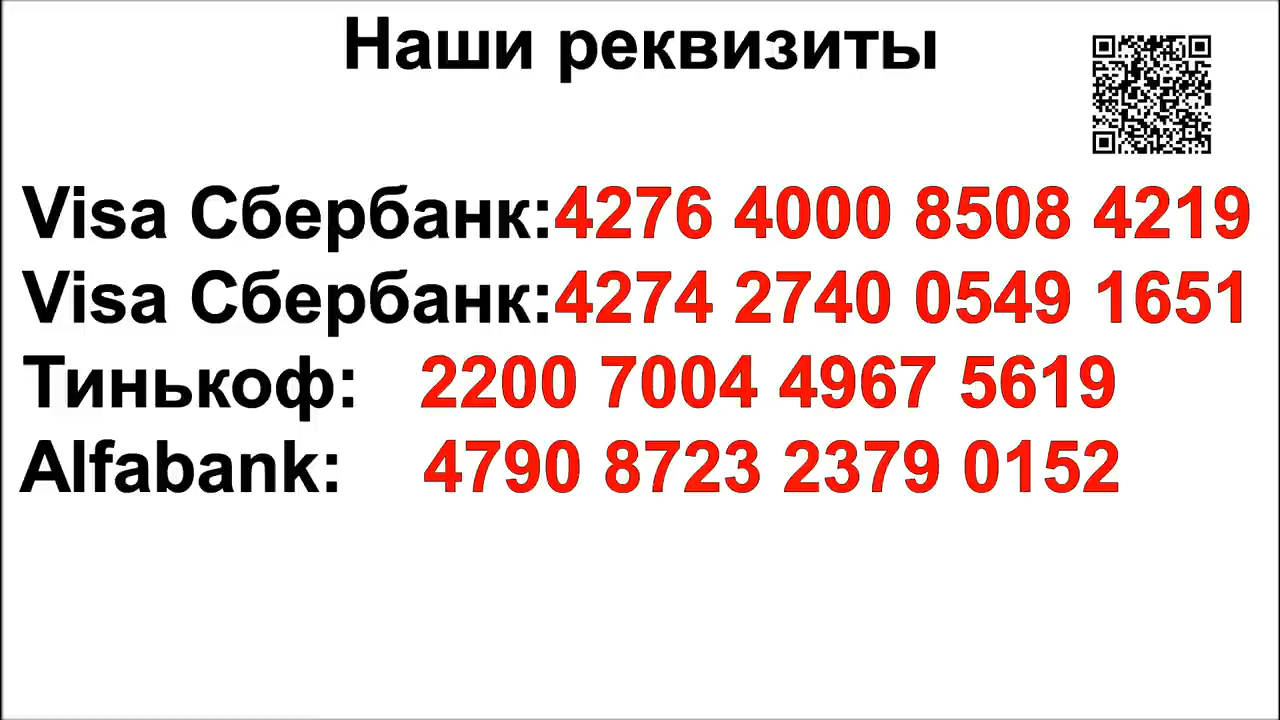 Наши реквизиты
Visa Сбербанк:4276 4000 8508 4219
Visa Сбербанк:4274 2740 0549 1651
Тинькоф: 2200 7004 4967 5619
Alfabank: 4790 8723 2379 0152